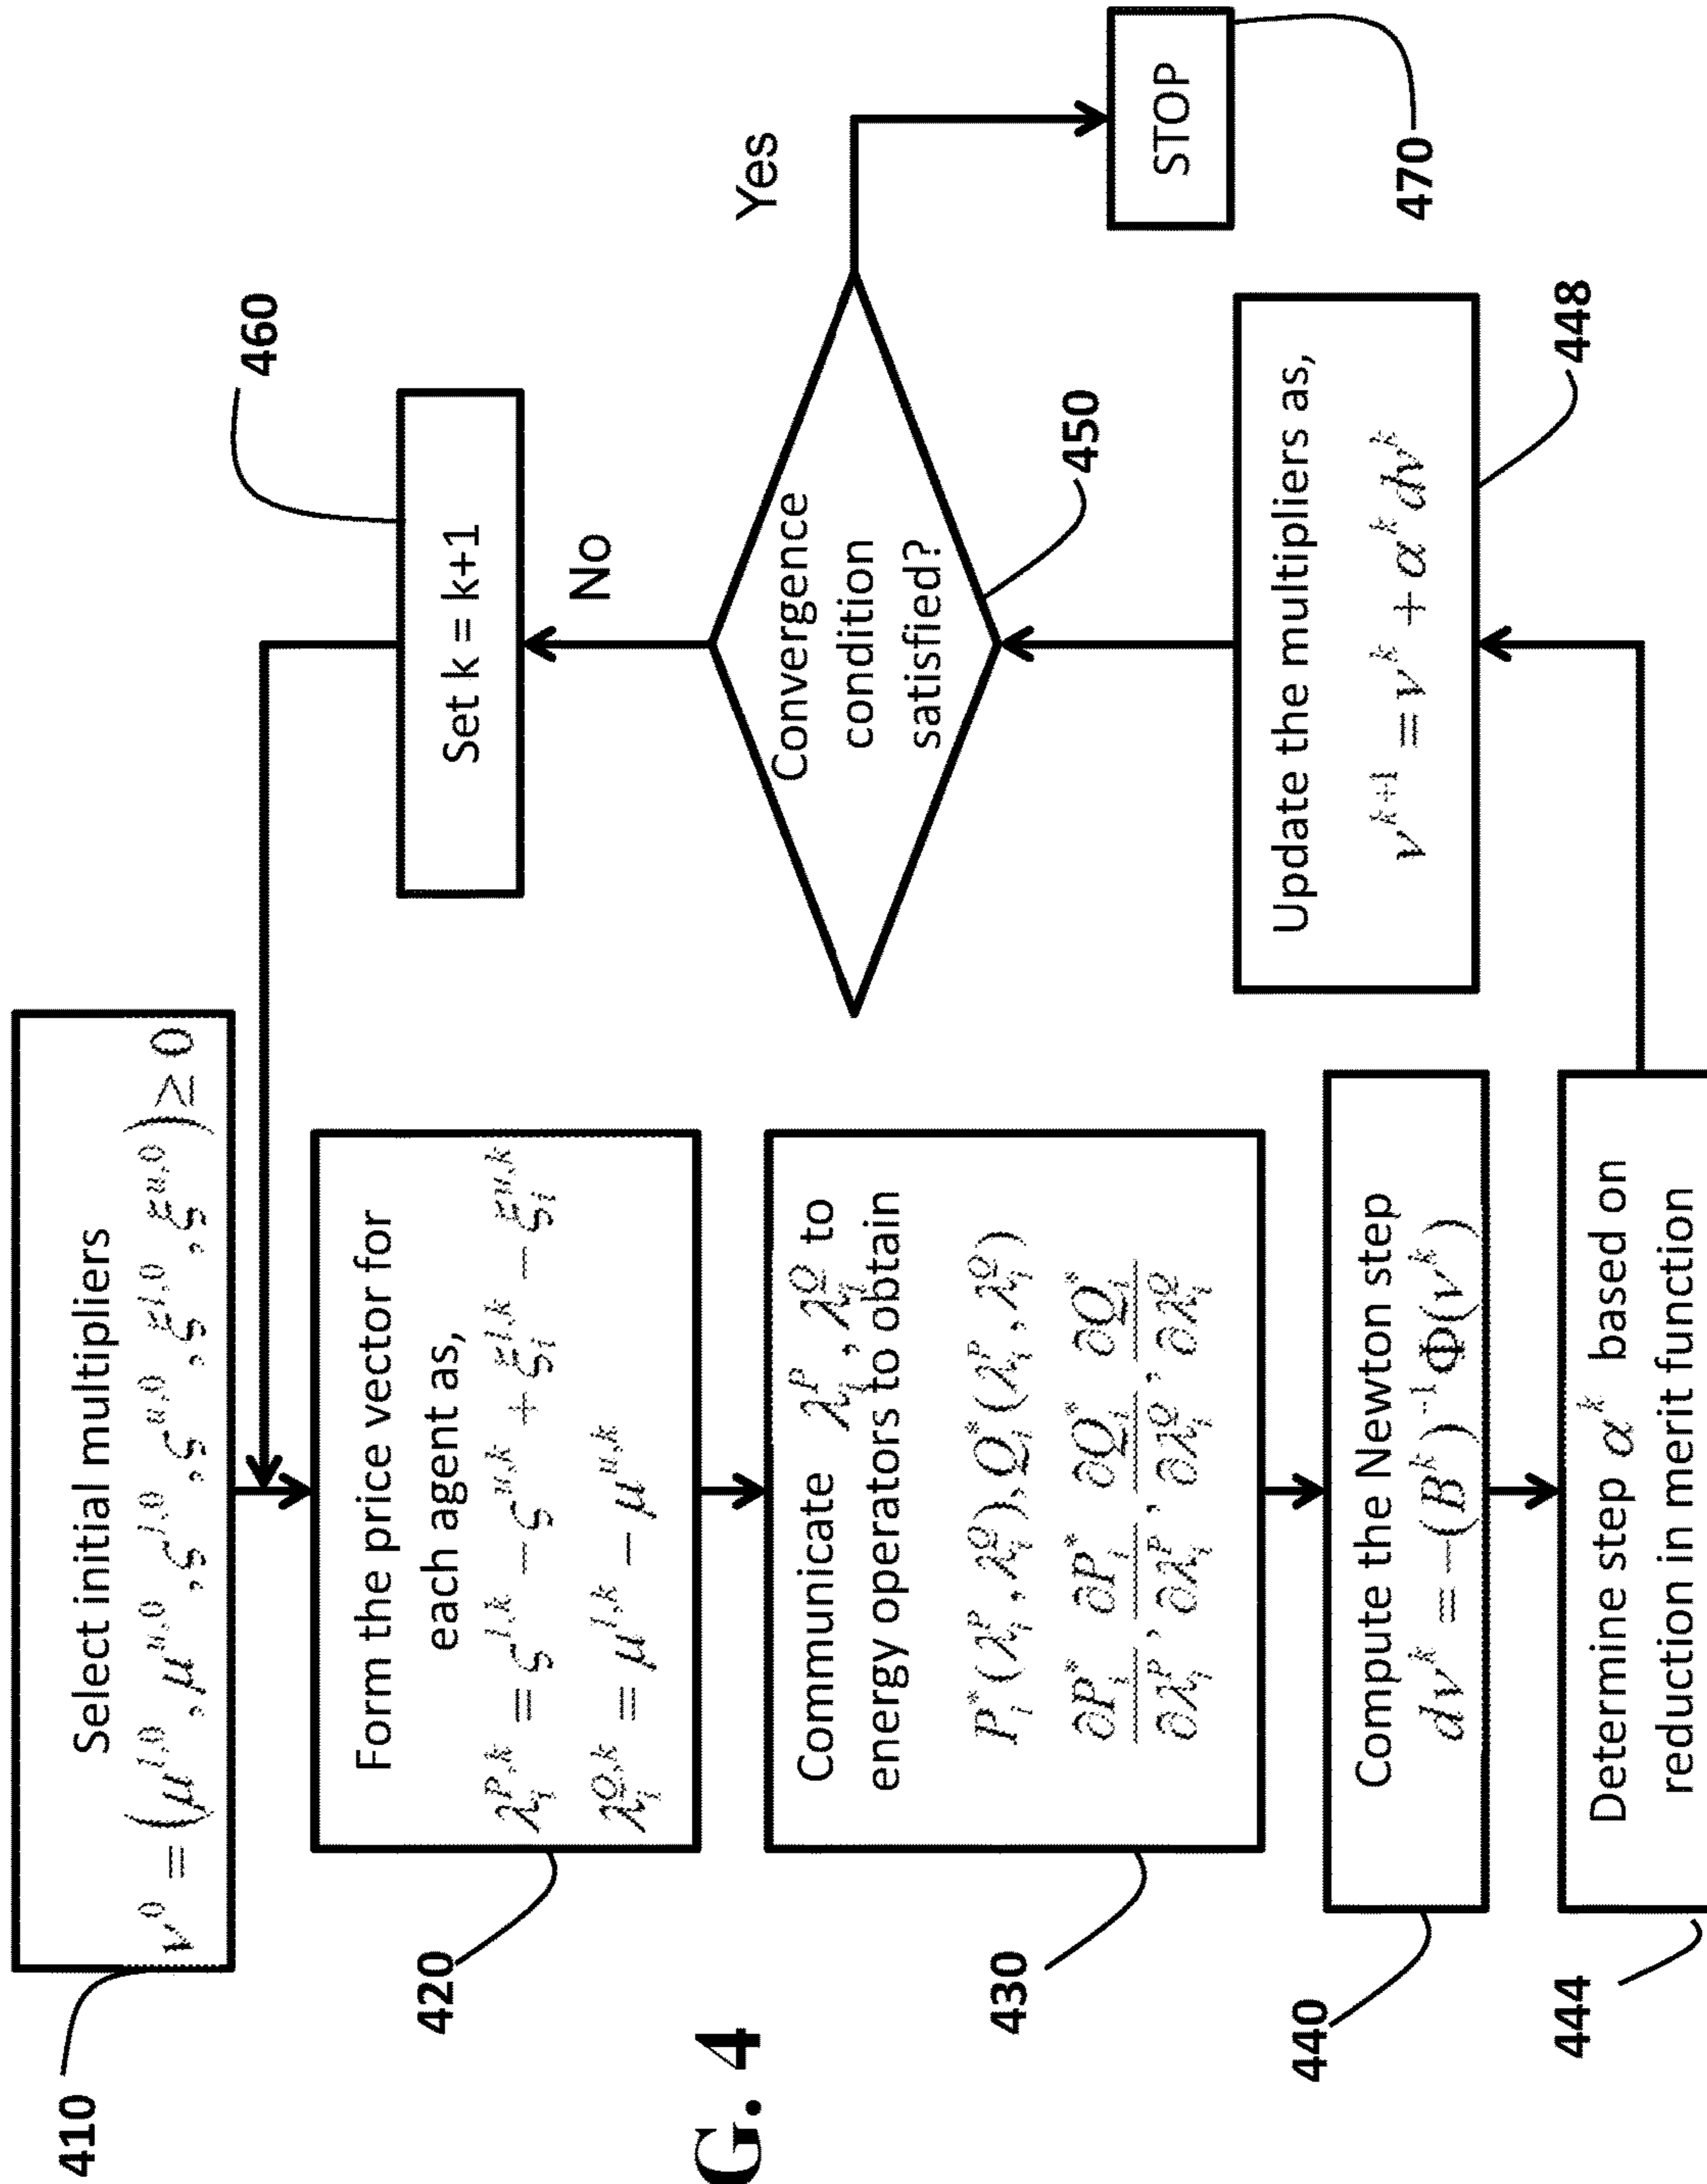 410
Select initial multipliers
ν⁰ = (μ^{l,0}, μ^{u,0}, ς^{l,0}, ς^{u,0}, ξ^{l,0}, ξ^{u,0}) ≥ 0
420
Form the price vector for
each agent as,
λ_i^{P,k} = ς^{l,k} − ς^{u,k} + ξ_i^{l,k} − ξ_i^{u,k}
λ_i^{Q,k} = μ^{l,k} − μ^{u,k}
430
Communicate λ_i^P, λ_i^Q to
energy operators to obtain
P_i^*(λ_i^P, λ_i^Q), Q_i^*(λ_i^P, λ_i^Q)
∂P_i^*/∂λ_i^P, ∂P_i^*/∂λ_i^P, ∂Q_i^*/∂λ_i^Q, ∂Q_i^*/∂λ_i^Q
440
Compute the Newton step
dν^k = −(B^k)^{-1}Φ(ν^k)
444
Determine step α^k based on
reduction in merit function
448
Update the multipliers as,
ν^{k+1} = ν^k + α^k dν^k
450
Convergence
condition
satisfied?
No
Yes
460
Set k = k+1
470
STOP
G. 4